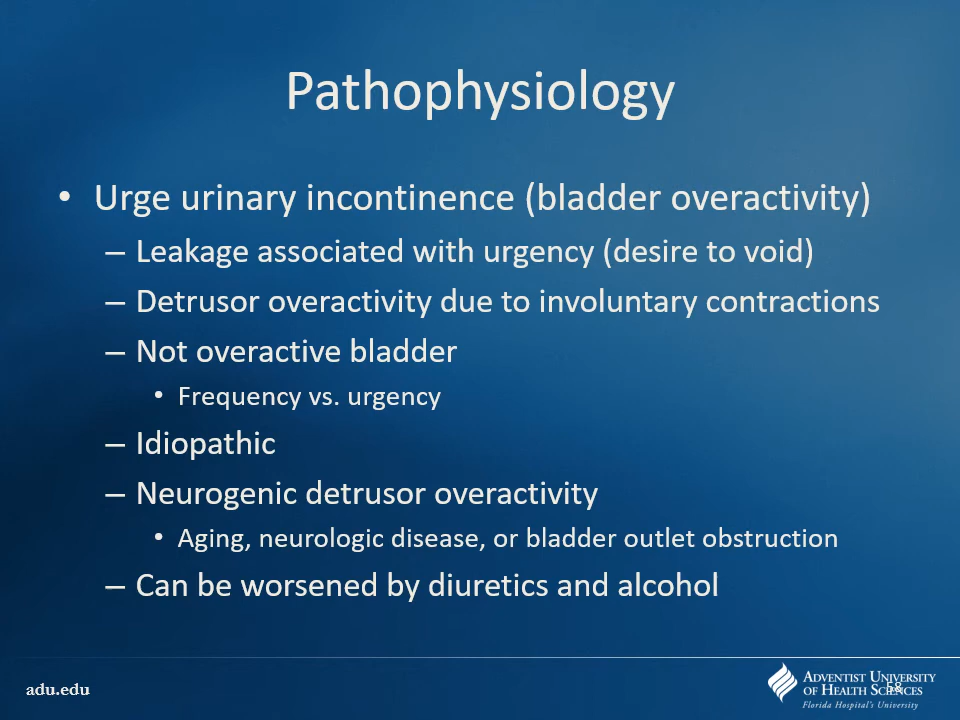 Pathophysiology
• Urge urinary incontinence (bladder overactivity)
– Leakage associated with urgency (desire to void)
– Detrusor overactivity due to involuntary contractions
– Not overactive bladder
• Frequency vs. urgency
– Idiopathic
– Neurogenic detrusor overactivity
• Aging, neurologic disease, or bladder outlet obstruction
– Can be worsened by diuretics and alcohol
adu.edu
ADVENTIST UNIVERSITY
OF HEALTH SCIENCES
Florida Hospital's University
58